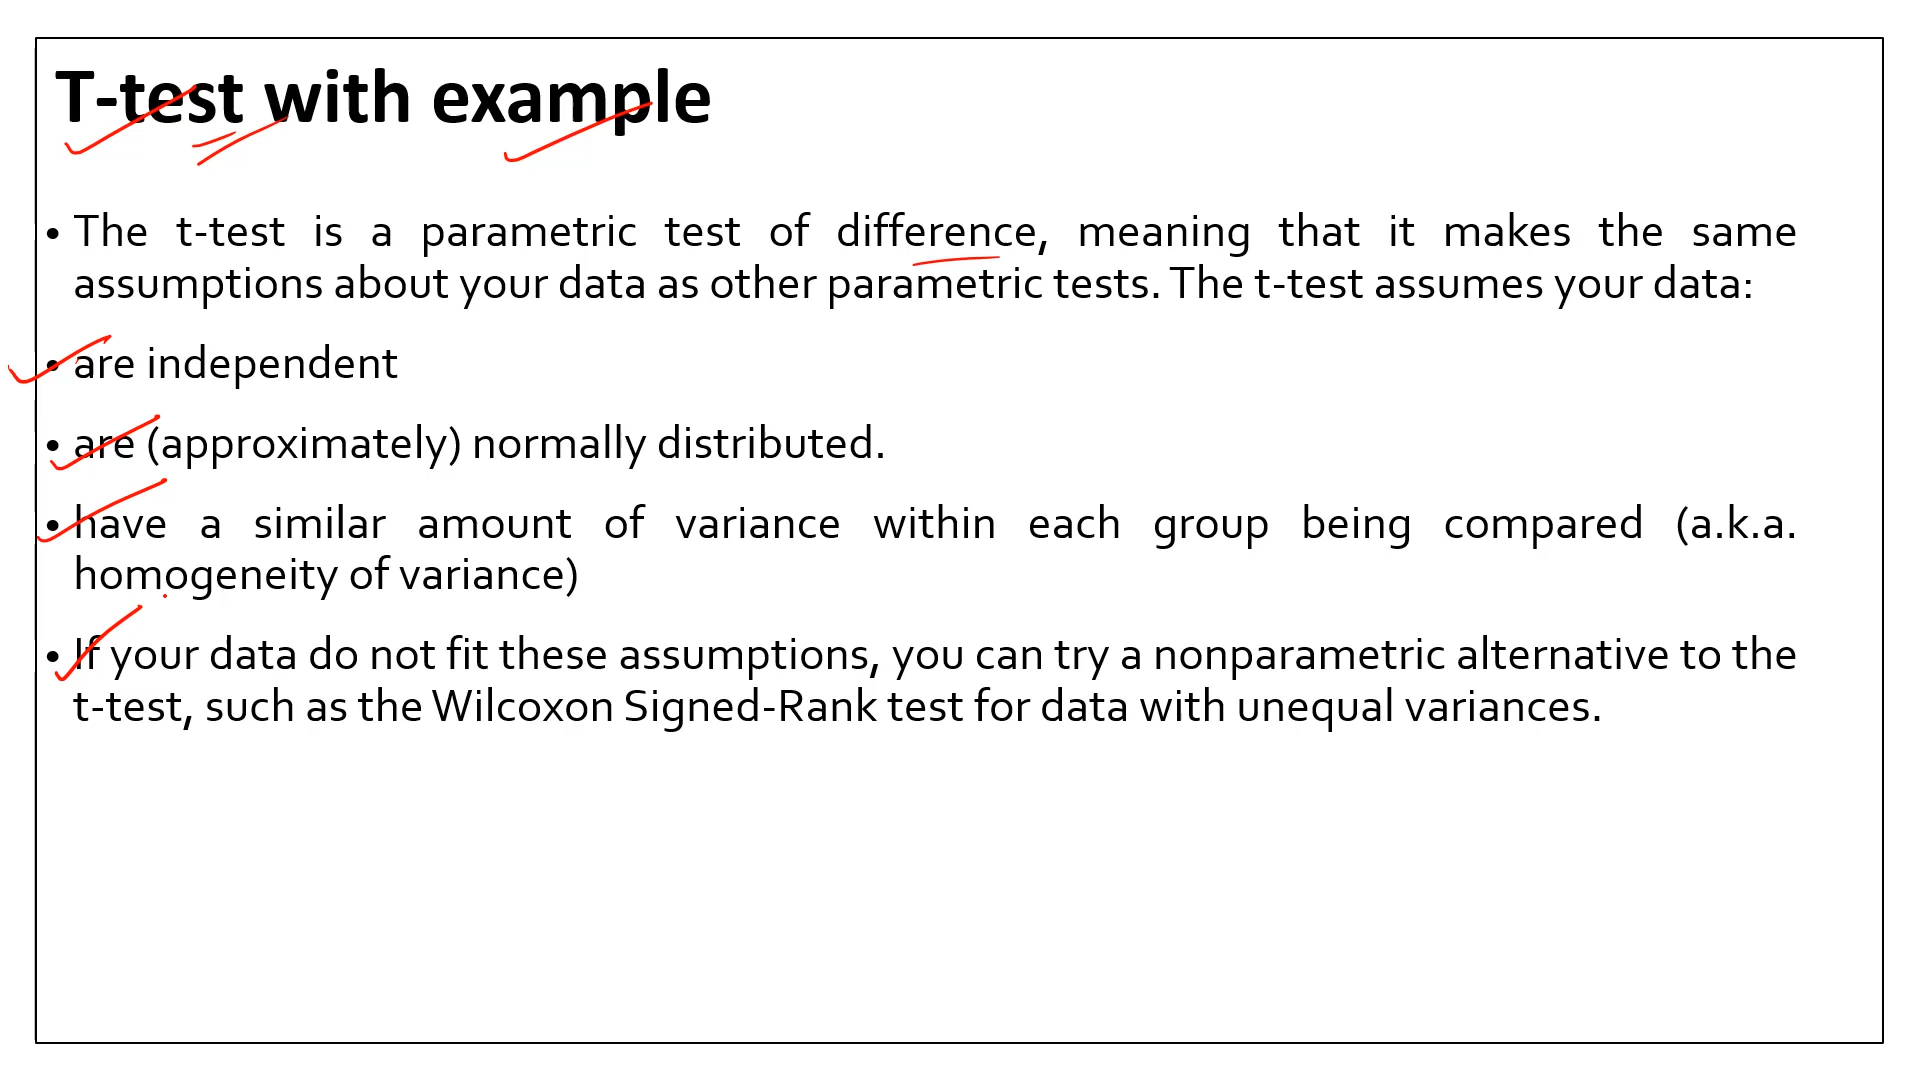 T-test with example
• The t-test is a parametric test of difference, meaning that it makes the same
assumptions about your data as other parametric tests. The t-test assumes your data:
• are independent
• are (approximately) normally distributed.
• have a similar amount of variance within each group being compared (a.k.a.
homogeneity of variance)
• If your data do not fit these assumptions, you can try a nonparametric alternative to the
t-test, such as the Wilcoxon Signed-Rank test for data with unequal variances.